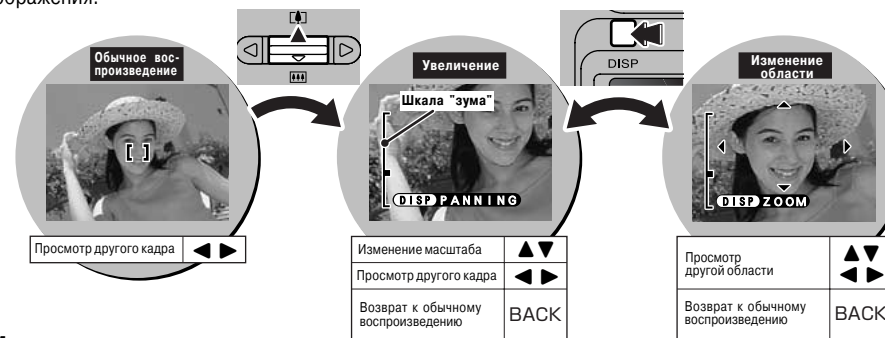 ображения.
Обычное вос-
произведение
Просмотр другого кадра ◀ ▶
Увеличение
Шкала "зума"
DISP PANNING
Изменение масштаба ▲▼
Просмотр другого кадра ◀ ▶
Возврат к обычному
воспроизведению
BACK
DISP
Изменение
области
DISP ZOOM
Просмотр
другой области
▲▼
◀ ▶
Возврат к обычному
воспроизведению
BACK